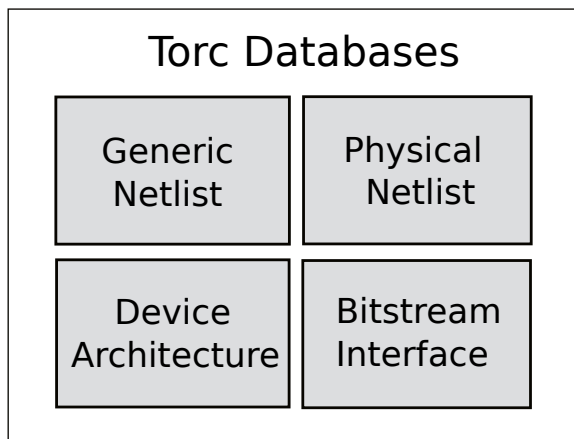 Torc Databases
Generic
Netlist
Physical
Netlist
Device
Architecture
Bitstream
Interface